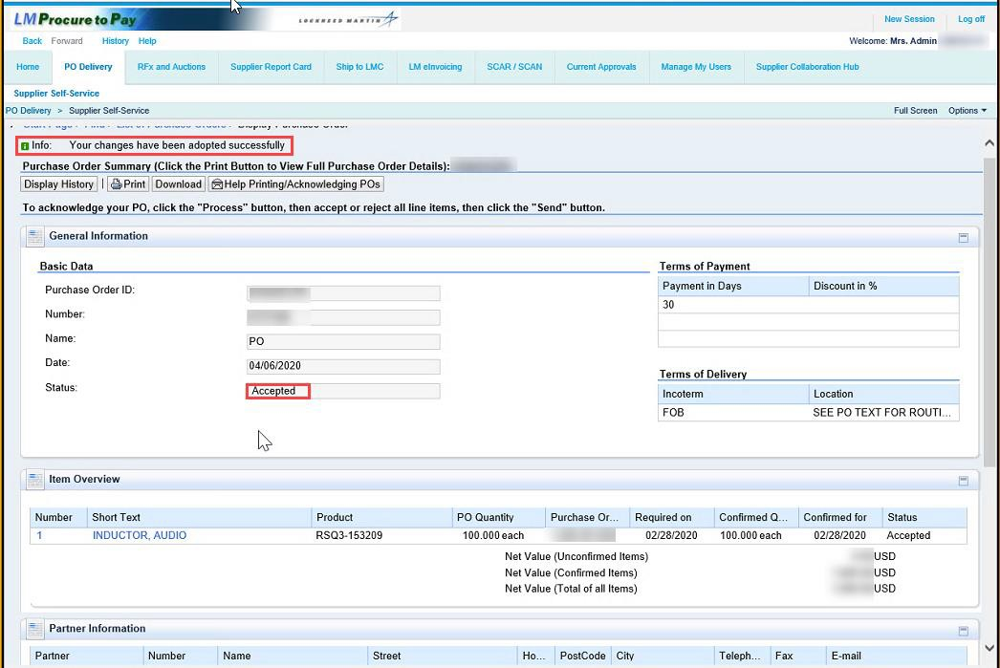 LM Procure to Pay LOCKHEED MARTIN New Session Log off
Back Forward History Help Welcome: Mrs. Admin
Home PO Delivery RFx and Auctions Supplier Report Card Ship to LMC LM eInvoicing SCAR / SCAN Current Approvals Manage My Users Supplier Collaboration Hub
Supplier Self-Service
PO Delivery > Supplier Self-Service Full Screen Options
Start Page > Find > List of Purchase Orders > Display Purchase Order
Info: Your changes have been adopted successfully
Purchase Order Summary (Click the Print Button to View Full Purchase Order Details):
Display History | Print Download Help Printing/Acknowledging POs
To acknowledge your PO, click the "Process" button, then accept or reject all line items, then click the "Send" button.
General Information
Basic Data
Purchase Order ID:
Number:
Name: PO
Date: 04/06/2020
Status: Accepted
Terms of Payment
Payment in Days Discount in %
30
Terms of Delivery
Incoterm Location
FOB SEE PO TEXT FOR ROUTI...
Item Overview
Number Short Text Product PO Quantity Purchase Or... Required on Confirmed Q... Confirmed for Status
1 INDUCTOR, AUDIO RSQ3-153209 100.000 each 02/28/2020 100.000 each 02/28/2020 Accepted
Net Value (Unconfirmed Items) USD
Net Value (Confirmed Items) USD
Net Value (Total of all Items) USD
Partner Information
Partner Number Name Street Ho... PostCode City Teleph... Fax E-mail